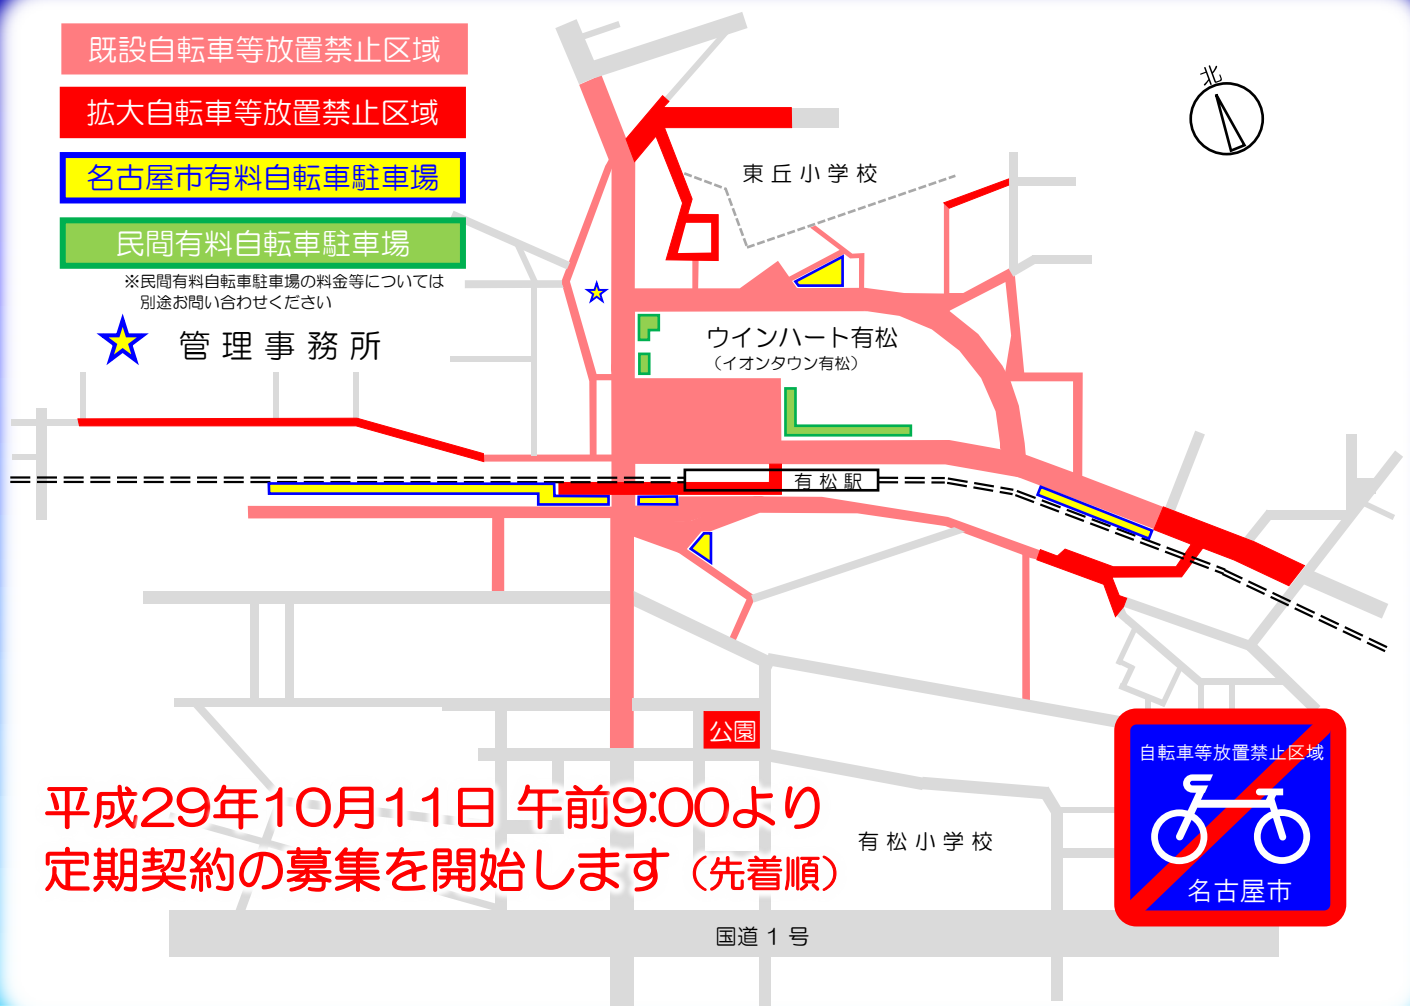 既設自転車等放置禁止区域
拡大自転車等放置禁止区域
名古屋市有料自転車駐車場
民間有料自転車駐車場
※民間有料自転車駐車場の料金等については
別途お問い合わせください
管理事務所
北
東丘小学校
ウインハート有松
（イオンタウン有松）
有松駅
公園
自転車等放置禁止区域
名古屋市
平成29年10月11日 午前9:00より
定期契約の募集を開始します（先着順）
有松小学校
国道1号